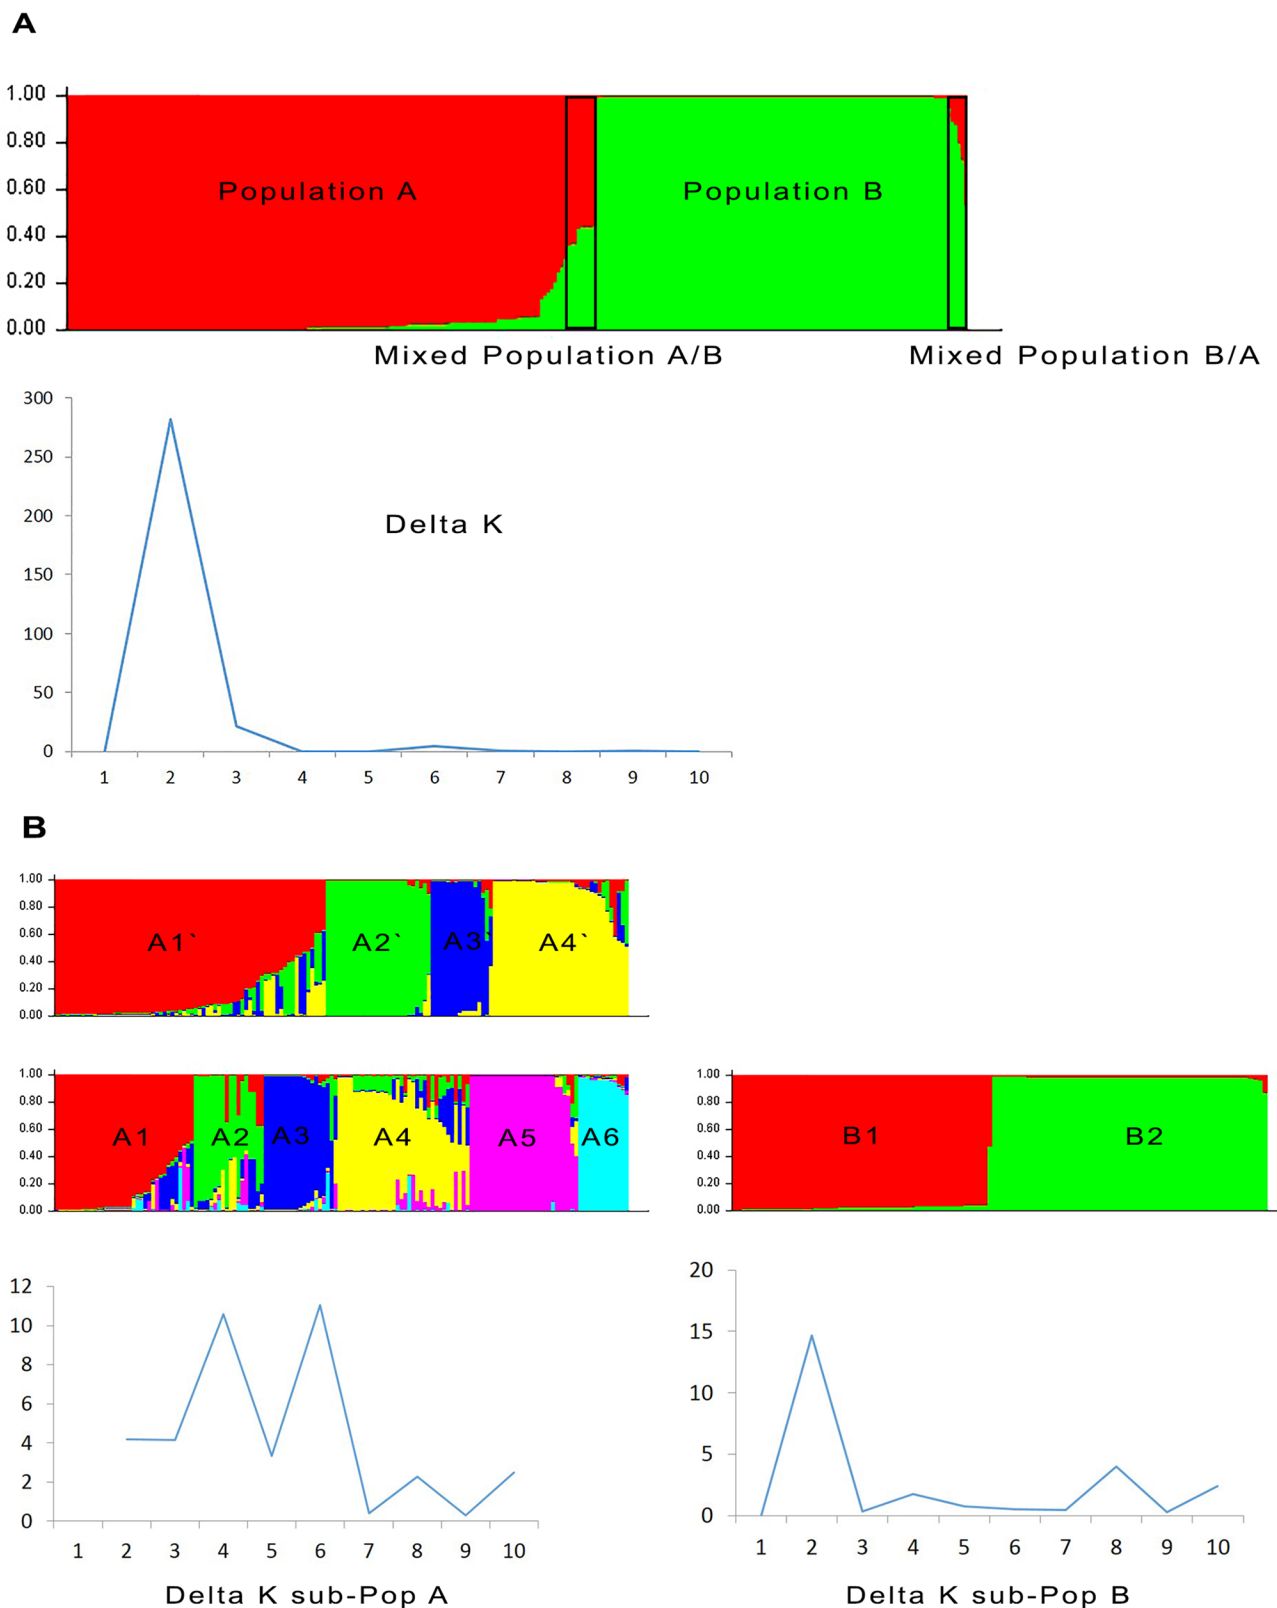 A
1.00
0.80
0.60
0.40
0.20
0.00
Population A
Population B
Mixed Population A/B
Mixed Population B/A
300
250
200
150
100
50
0
Delta K
1 2 3 4 5 6 7 8 9 10
B
1.00
0.80
0.60
0.40
0.20
0.00
A1` A2` A3` A4`
1.00
0.80
0.60
0.40
0.20
0.00
A1 A2 A3 A4 A5 A6
1.00
0.80
0.60
0.40
0.20
0.00
B1 B2
12
10
8
6
4
2
0
1 2 3 4 5 6 7 8 9 10
Delta K sub-Pop A
20
15
10
5
0
1 2 3 4 5 6 7 8 9 10
Delta K sub-Pop B